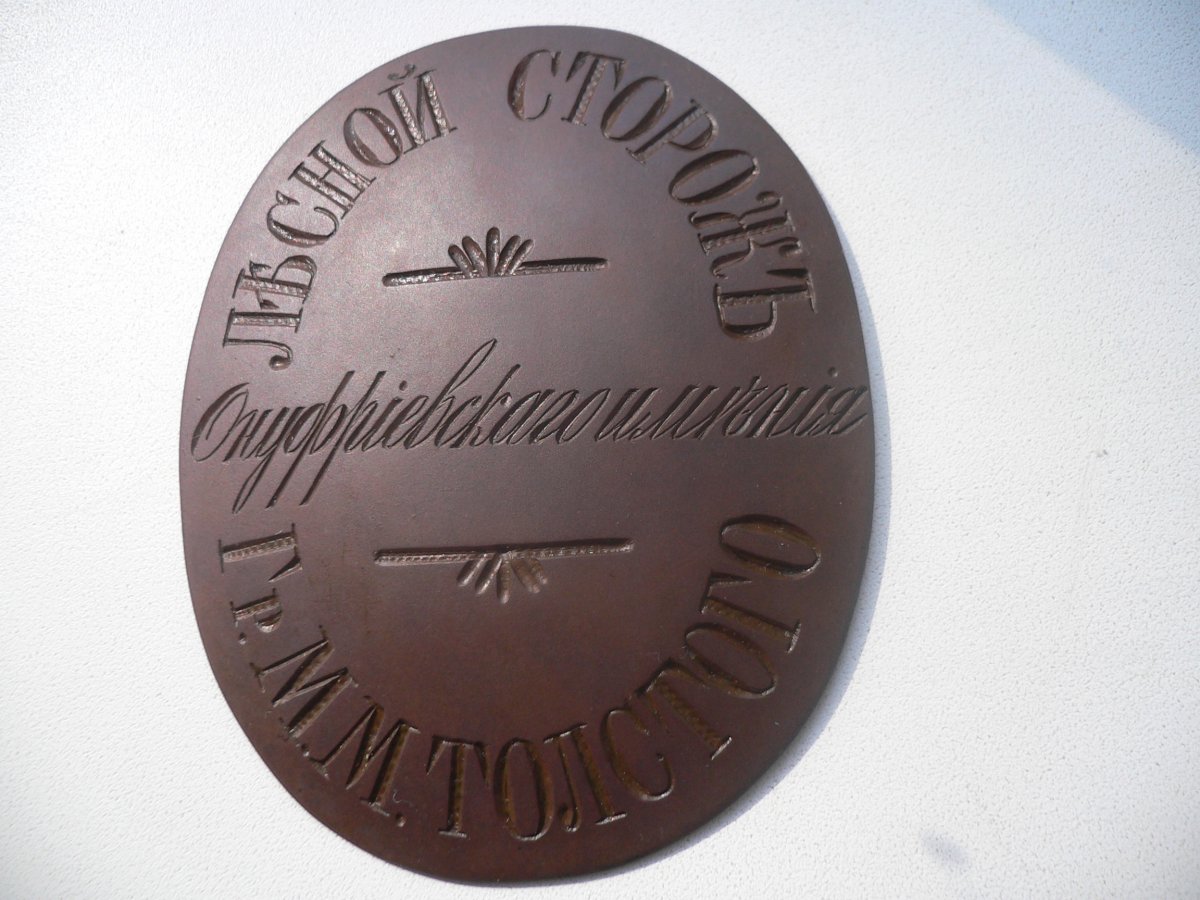 ЛѢСНОЙ СТОРОЖЪ
Онуфріевскаго имѣнія
Гр. М. М. ТОЛСТОГО